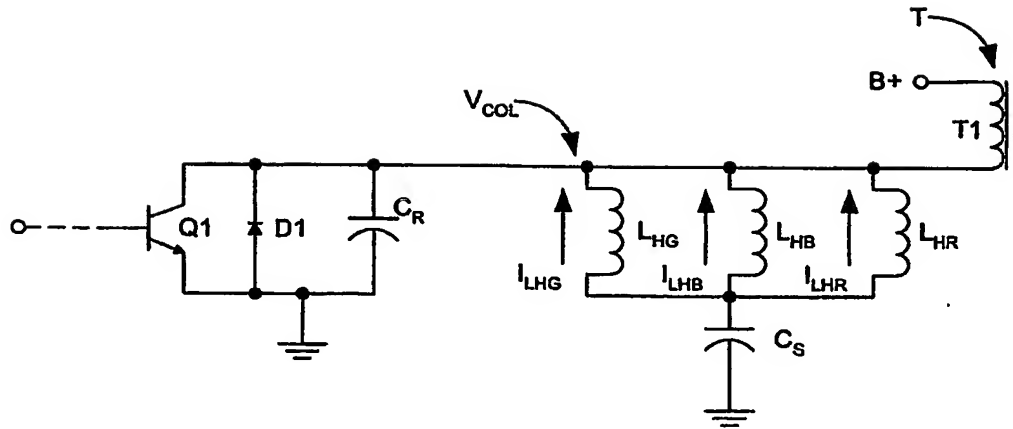 T
B+
T1
V_COL
Q1
D1
C_R
L_HG
L_HB
L_HR
I_LHG
I_LHB
I_LHR
C_S